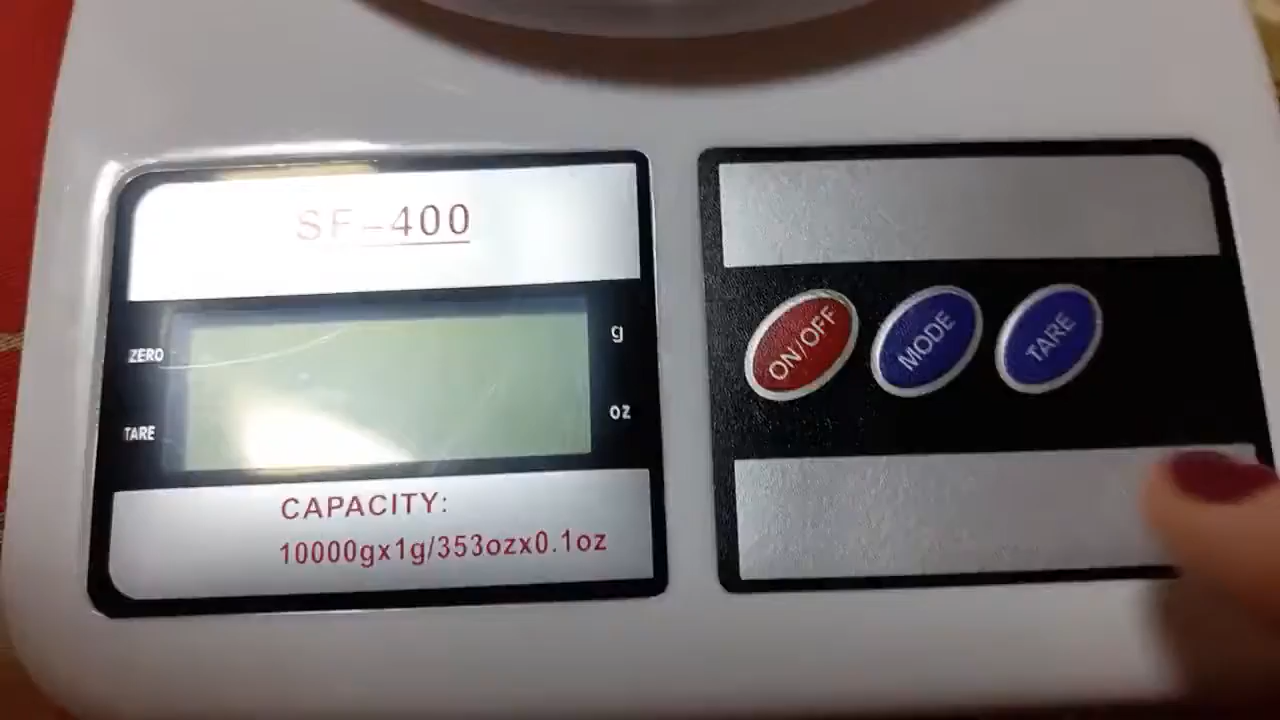 SF-400
ZERO
g
TARE
oz
CAPACITY:
10000gx1g/353ozx0.1oz
ON/OFF
MODE
TARE